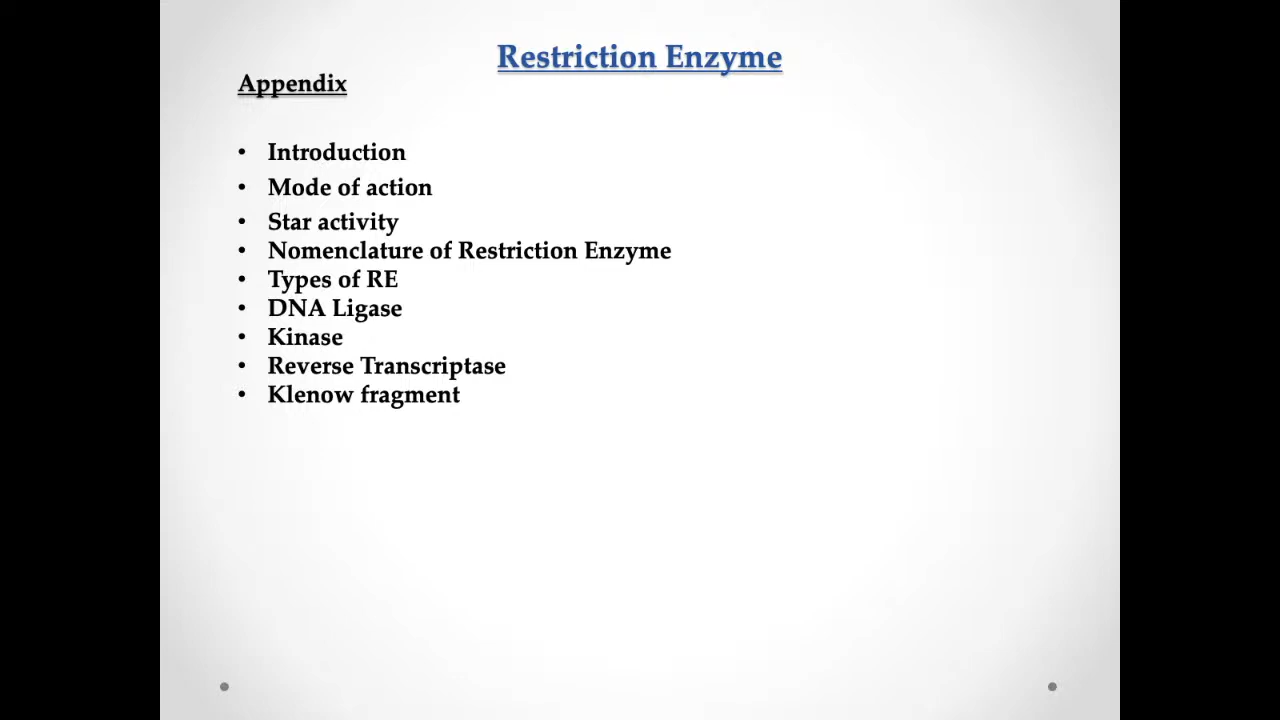 Restriction Enzyme
Appendix
• Introduction
• Mode of action
• Star activity
• Nomenclature of Restriction Enzyme
• Types of RE
• DNA Ligase
• Kinase
• Reverse Transcriptase
• Klenow fragment